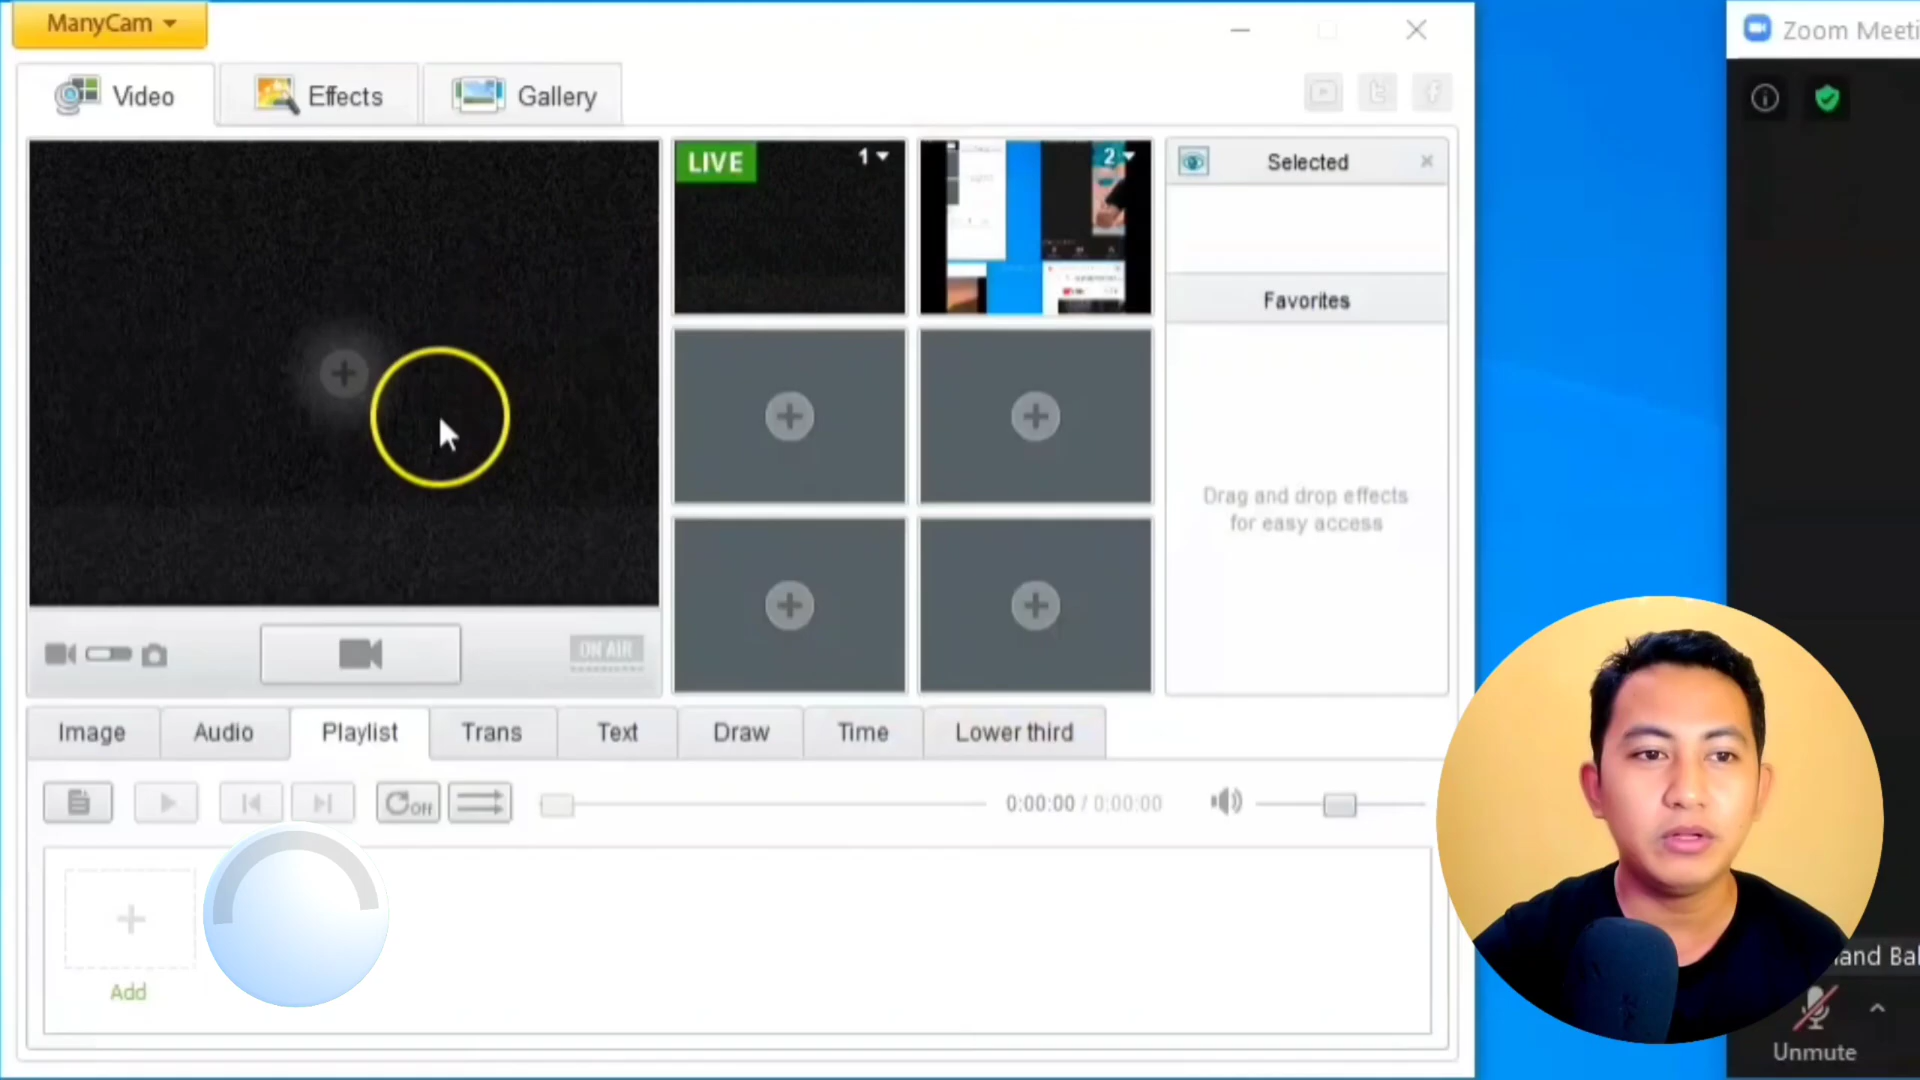 ManyCam
Zoom Meeti
Video
Effects
Gallery
LIVE
1
2
Selected
Favorites
Drag and drop effects
for easy access
ON AIR
Image
Audio
Playlist
Trans
Text
Draw
Time
Lower third
Off
0:00:00 / 0:00:00
Add
and Bal
Unmute